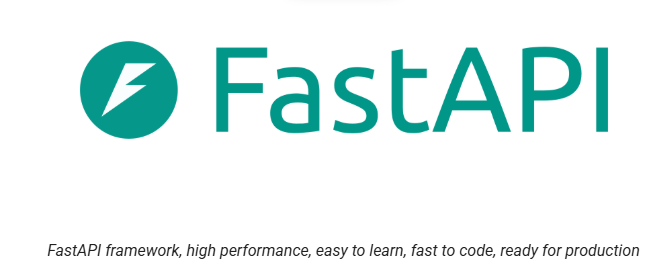 FastAPI
FastAPI framework, high performance, easy to learn, fast to code, ready for production